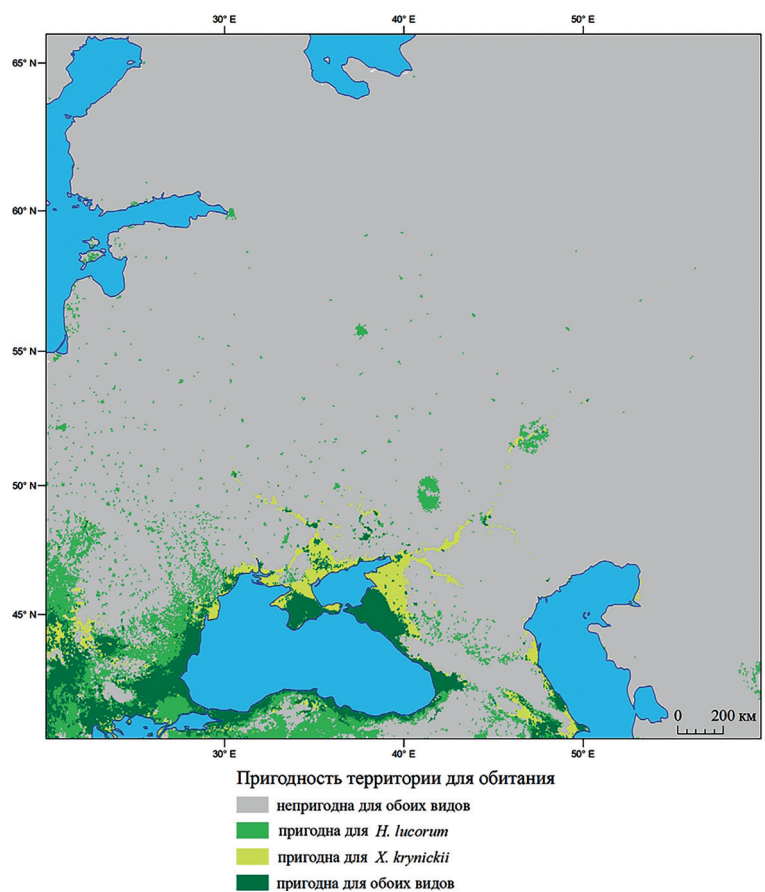 30° E 40° E 50° E
65° N
60° N
55° N
50° N
45° N
0 200 км
30° E 40° E 50° E
Пригодность территории для обитания
непригодна для обоих видов
пригодна для H. lucorum
пригодна для X. krynickii
пригодна для обоих видов